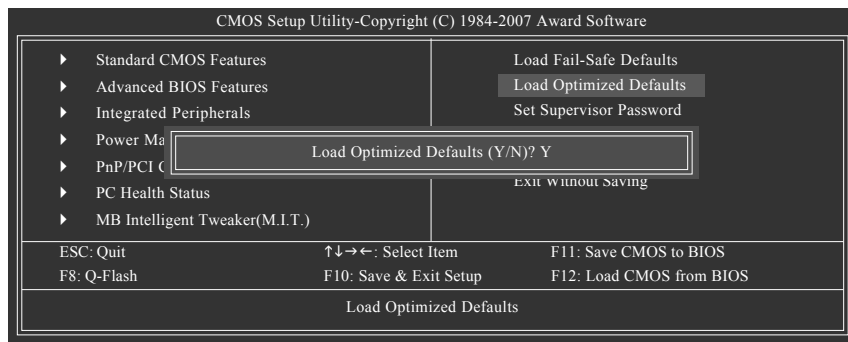 CMOS Setup Utility-Copyright (C) 1984-2007 Award Software
Standard CMOS Features
Advanced BIOS Features
Integrated Peripherals
Power Ma
PnP/PCI
PC Health Status
MB Intelligent Tweaker(M.I.T.)
Load Fail-Safe Defaults
Load Optimized Defaults
Set Supervisor Password
Exit Without Saving
Load Optimized Defaults (Y/N)? Y
ESC: Quit ↑↓→←: Select Item F11: Save CMOS to BIOS
F8: Q-Flash F10: Save & Exit Setup F12: Load CMOS from BIOS
Load Optimized Defaults